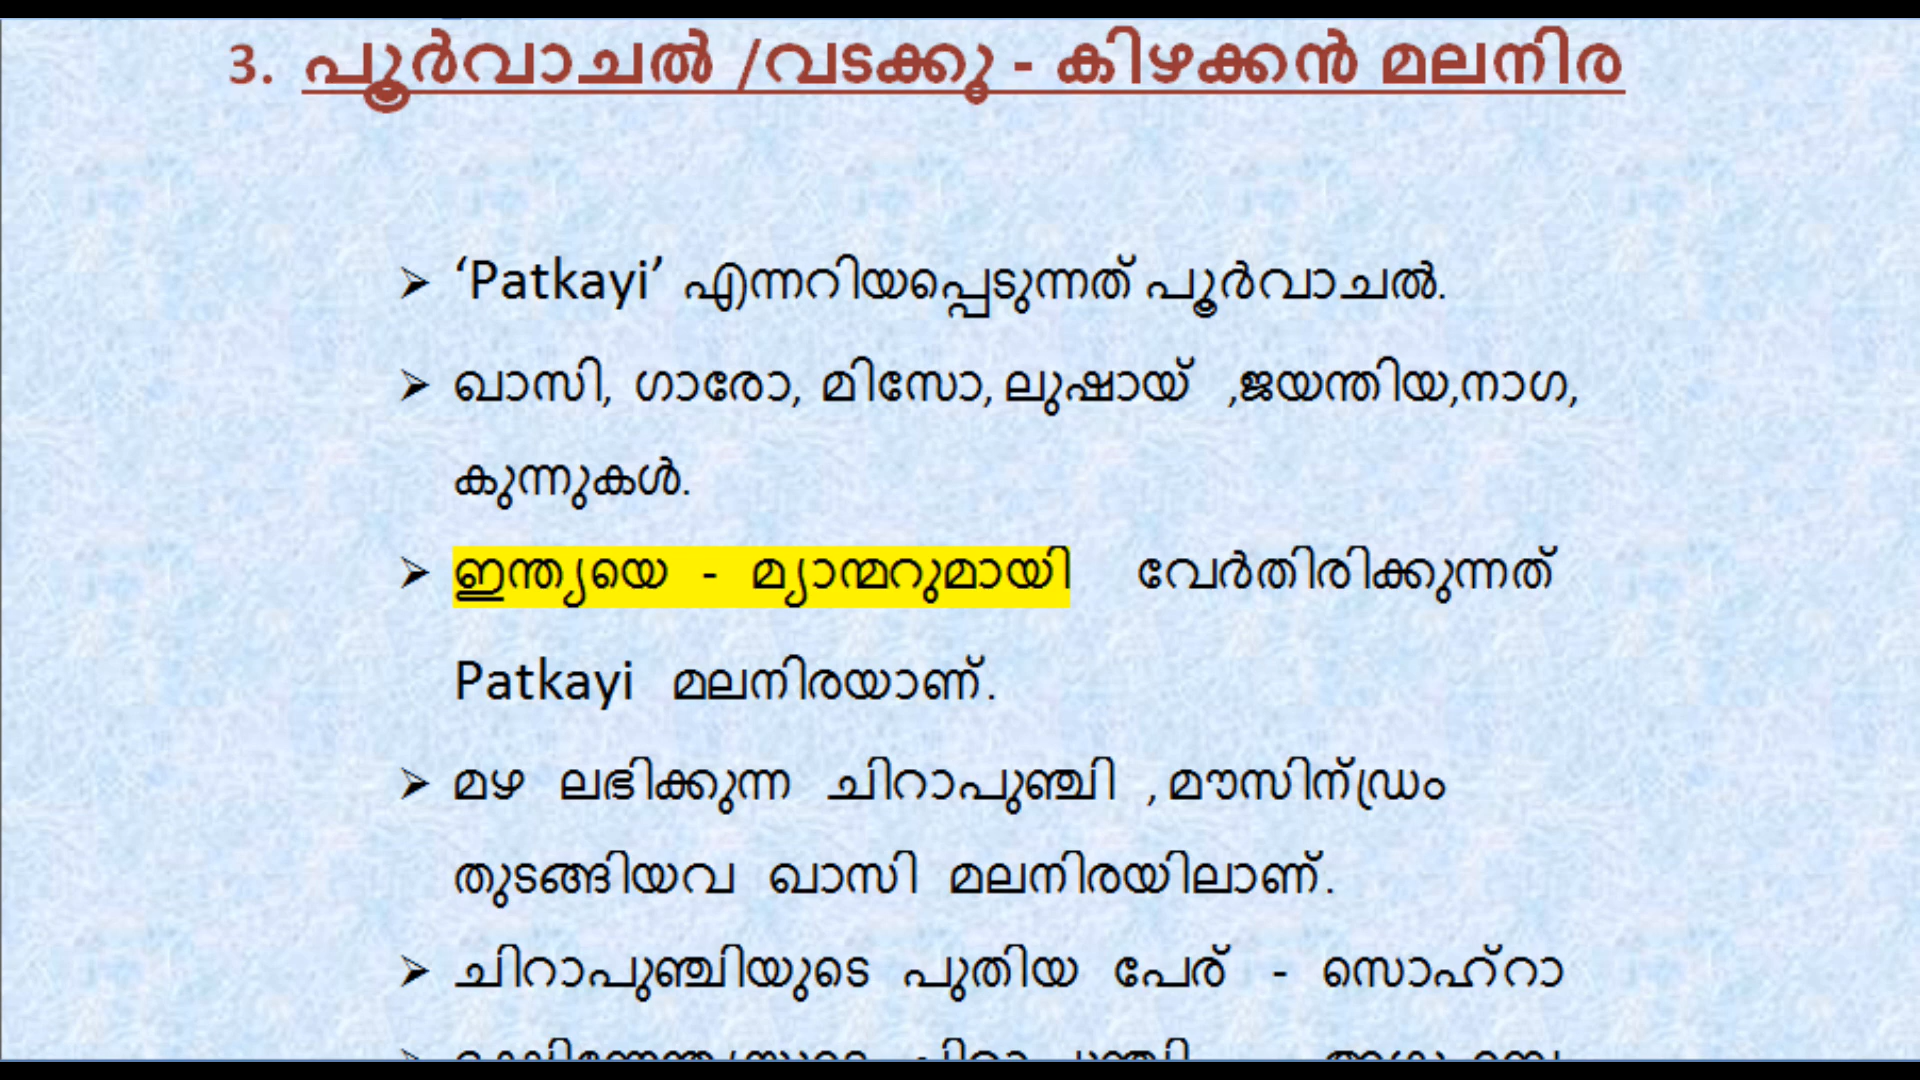 3. പൂർവാചൽ /വടക്കു - കിഴക്കൻ മലനിര
➢ ‘Patkayi’ എന്നറിയപ്പെടുന്നത് പൂർവാചൽ.
➢ ഖാസി, ഗാരോ, മിസോ, ലുഷായ് ,ജയന്തിയ,നാഗ,
കുന്നുകൾ.
➢ ഇന്ത്യയെ - മ്യാന്മറുമായി വേർതിരിക്കുന്നത്
Patkayi മലനിരയാണ്.
➢ മഴ ലഭിക്കുന്ന ചിറാപുഞ്ചി ,മൗസിന്ഡ്രം
തുടങ്ങിയവ ഖാസി മലനിരയിലാണ്.
➢ ചിറാപുഞ്ചിയുടെ പുതിയ പേര് - സൊഹ്റാ